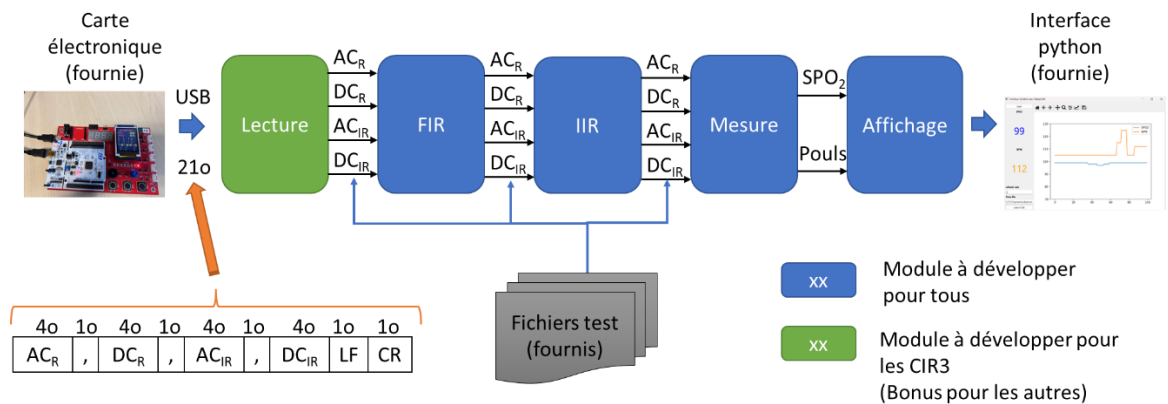 Carte
électronique
(fournie)
Interface
python
(fournie)
USB
21o
Lecture
AC_R
DC_R
AC_IR
DC_IR
FIR
AC_R
DC_R
AC_IR
DC_IR
IIR
AC_R
DC_R
AC_IR
DC_IR
Mesure
SPO₂
Pouls
Affichage
99
112
4o 1o 4o 1o 4o 1o 4o 1o 1o
AC_R , DC_R , AC_IR , DC_IR LF CR
Fichiers test
(fournis)
xx
Module à développer
pour tous
xx
Module à développer pour
les CIR3
(Bonus pour les autres)